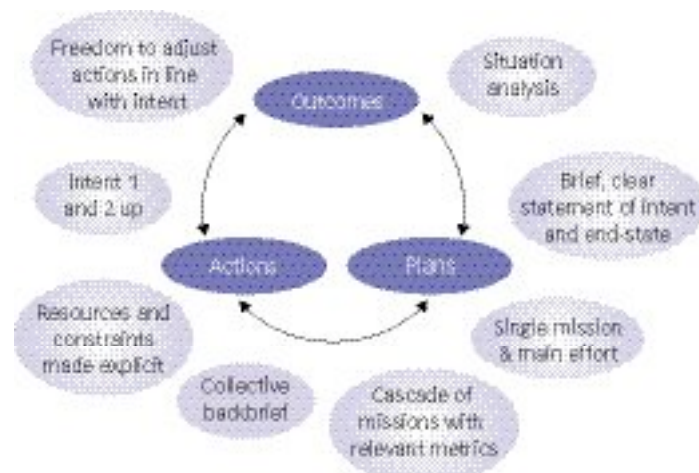 Freedom to adjust
actions in line
with intent
Outcomes
Situation
analysis
Intent 1
and 2 up
Brief, clear
statement of intent
and end-state
Actions
Plans
Resources and
constraints
made explicit
Single mission
& main effort
Collective
backbrief
Cascade of
missions with
relevant metrics